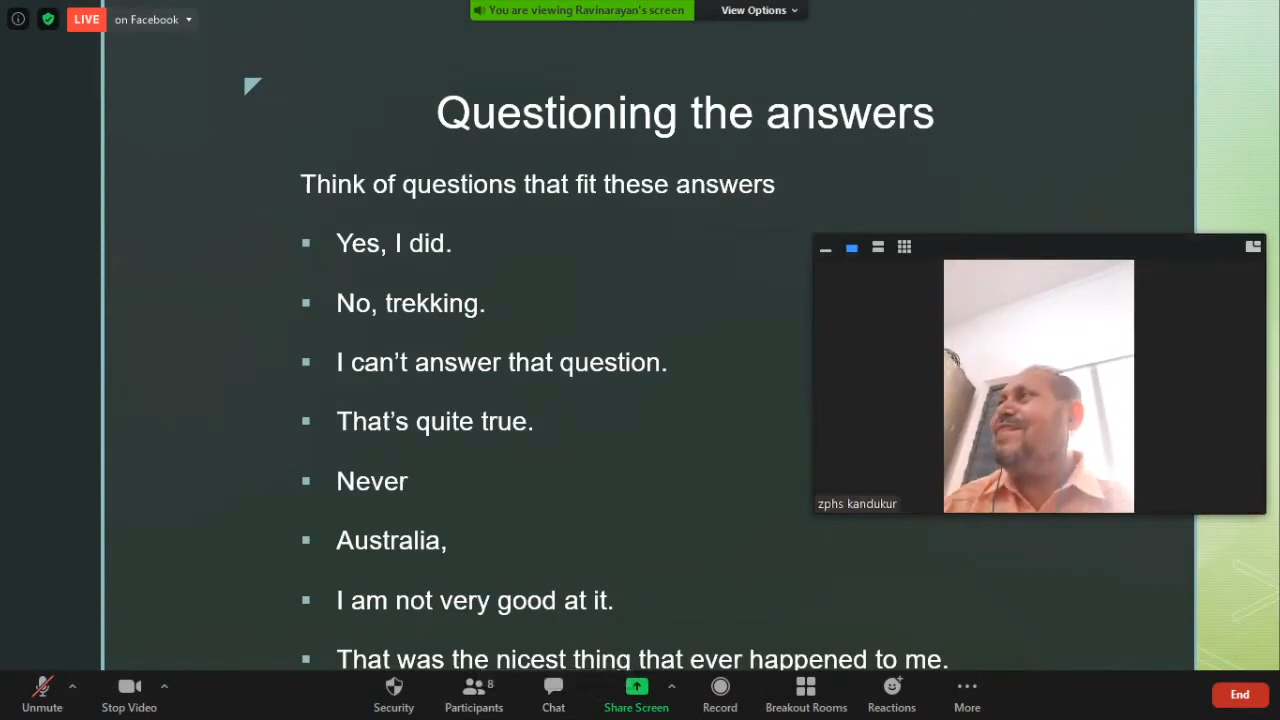 LIVE on Facebook
You are viewing Ravinarayan's screen View Options
Questioning the answers
Think of questions that fit these answers
Yes, I did.
No, trekking.
I can’t answer that question.
That’s quite true.
Never
Australia,
I am not very good at it.
That was the nicest thing that ever happened to me.
zphs kandukur
8
Unmute Stop Video Security Participants Chat Share Screen Record Breakout Rooms Reactions More End